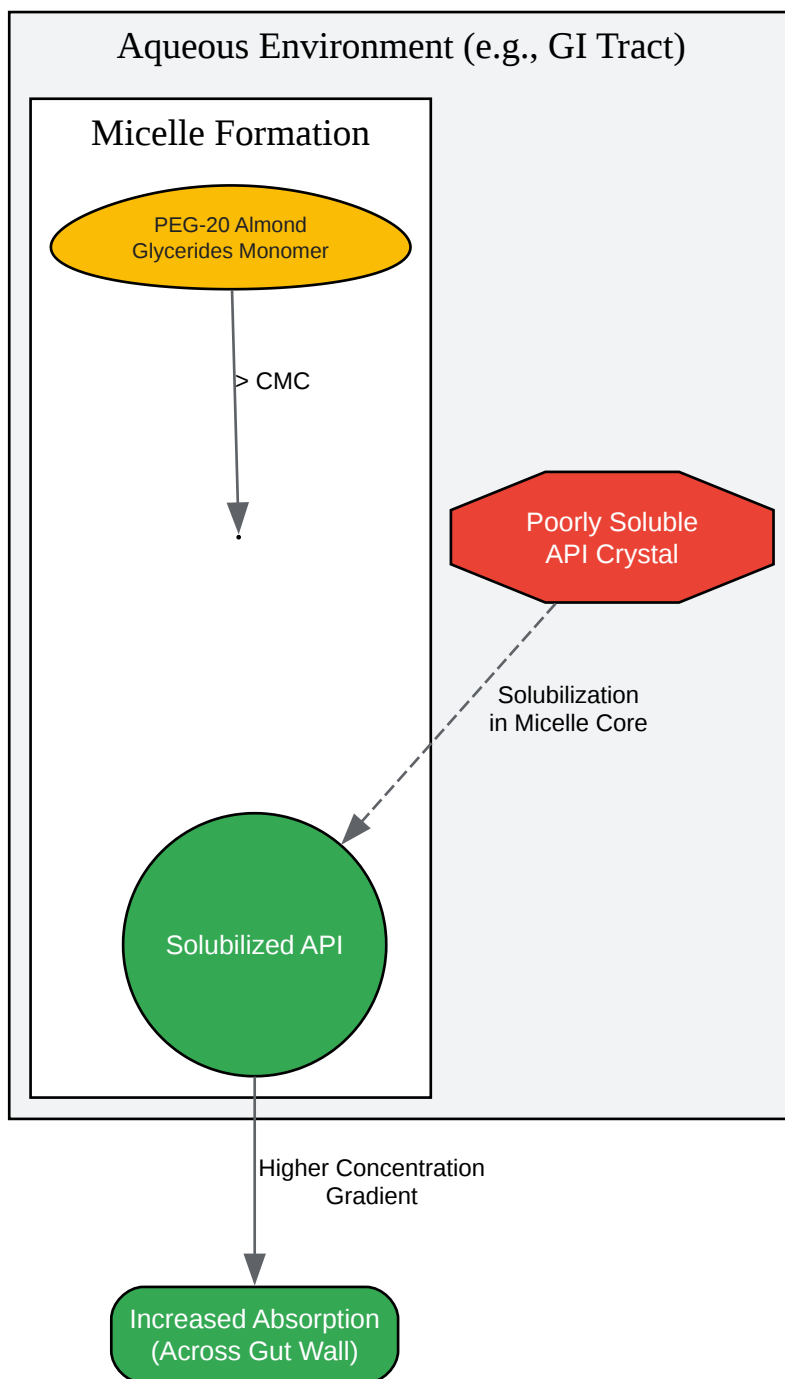 Aqueous Environment (e.g., GI Tract)
Micelle Formation
PEG-20 Almond
Glycerides Monomer
> CMC
Poorly Soluble
API Crystal
Solubilization
in Micelle Core
Solubilized API
Higher Concentration
Gradient
Increased Absorption
(Across Gut Wall)